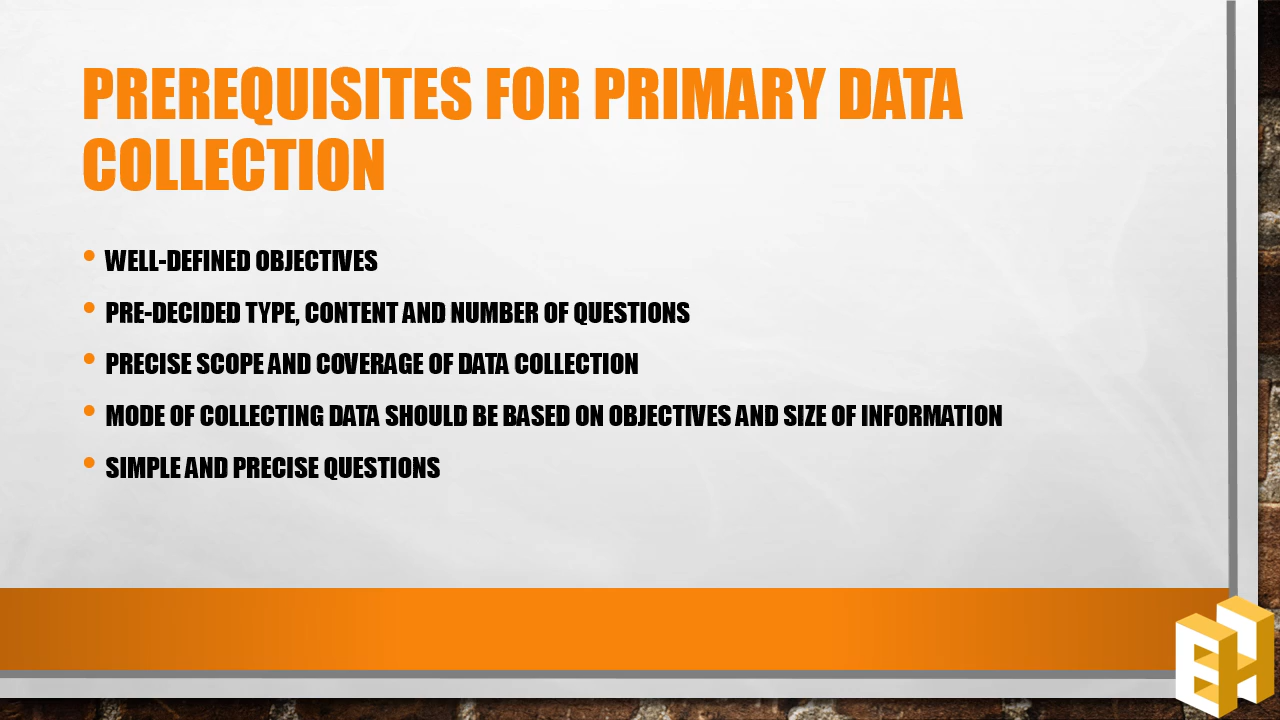 PREREQUISITES FOR PRIMARY DATA
COLLECTION
• WELL-DEFINED OBJECTIVES
• PRE-DECIDED TYPE, CONTENT AND NUMBER OF QUESTIONS
• PRECISE SCOPE AND COVERAGE OF DATA COLLECTION
• MODE OF COLLECTING DATA SHOULD BE BASED ON OBJECTIVES AND SIZE OF INFORMATION
• SIMPLE AND PRECISE QUESTIONS
EH